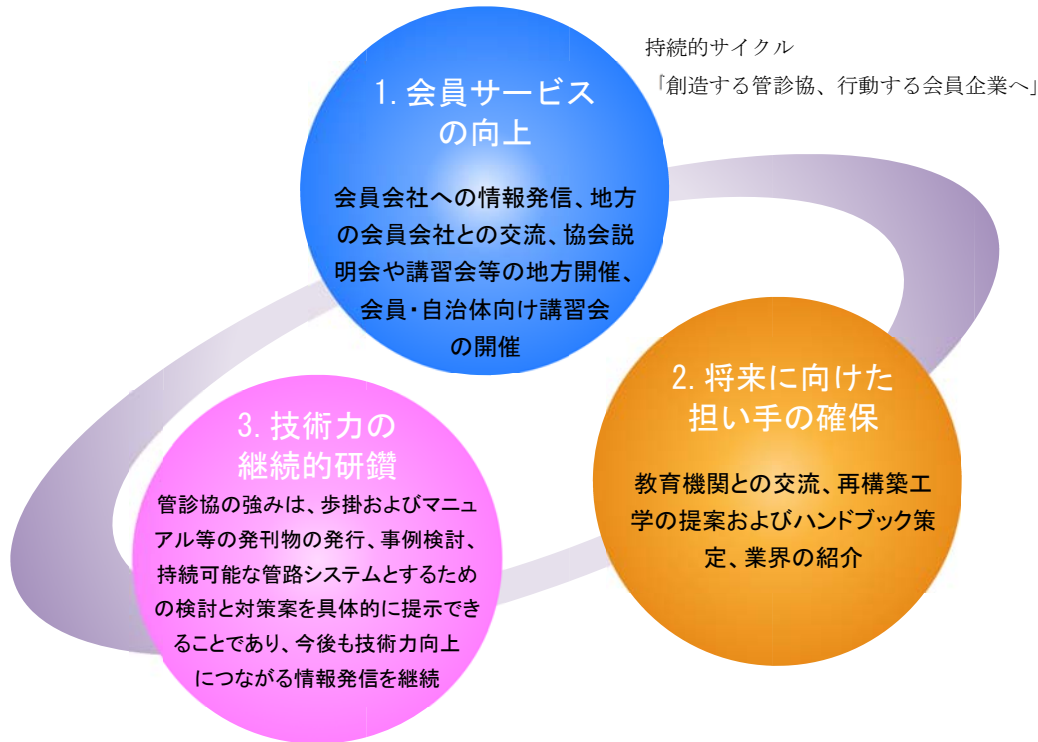 持続的サイクル
「創造する管診協、行動する会員企業へ」
1. 会員サービス
の向上
会員会社への情報発信、地方
の会員会社との交流、協会説
明会や講習会等の地方開催、
会員・自治体向け講習会
の開催
2. 将来に向けた
担い手の確保
教育機関との交流、再構築工
学の提案およびハンドブック策
定、業界の紹介
3. 技術力の
継続的研鑽
管診協の強みは、歩掛およびマニュ
アル等の発刊物の発行、事例検討、
持続可能な管路システムとするため
の検討と対策案を具体的に提示でき
ることであり、今後も技術力向上
につながる情報発信を継続